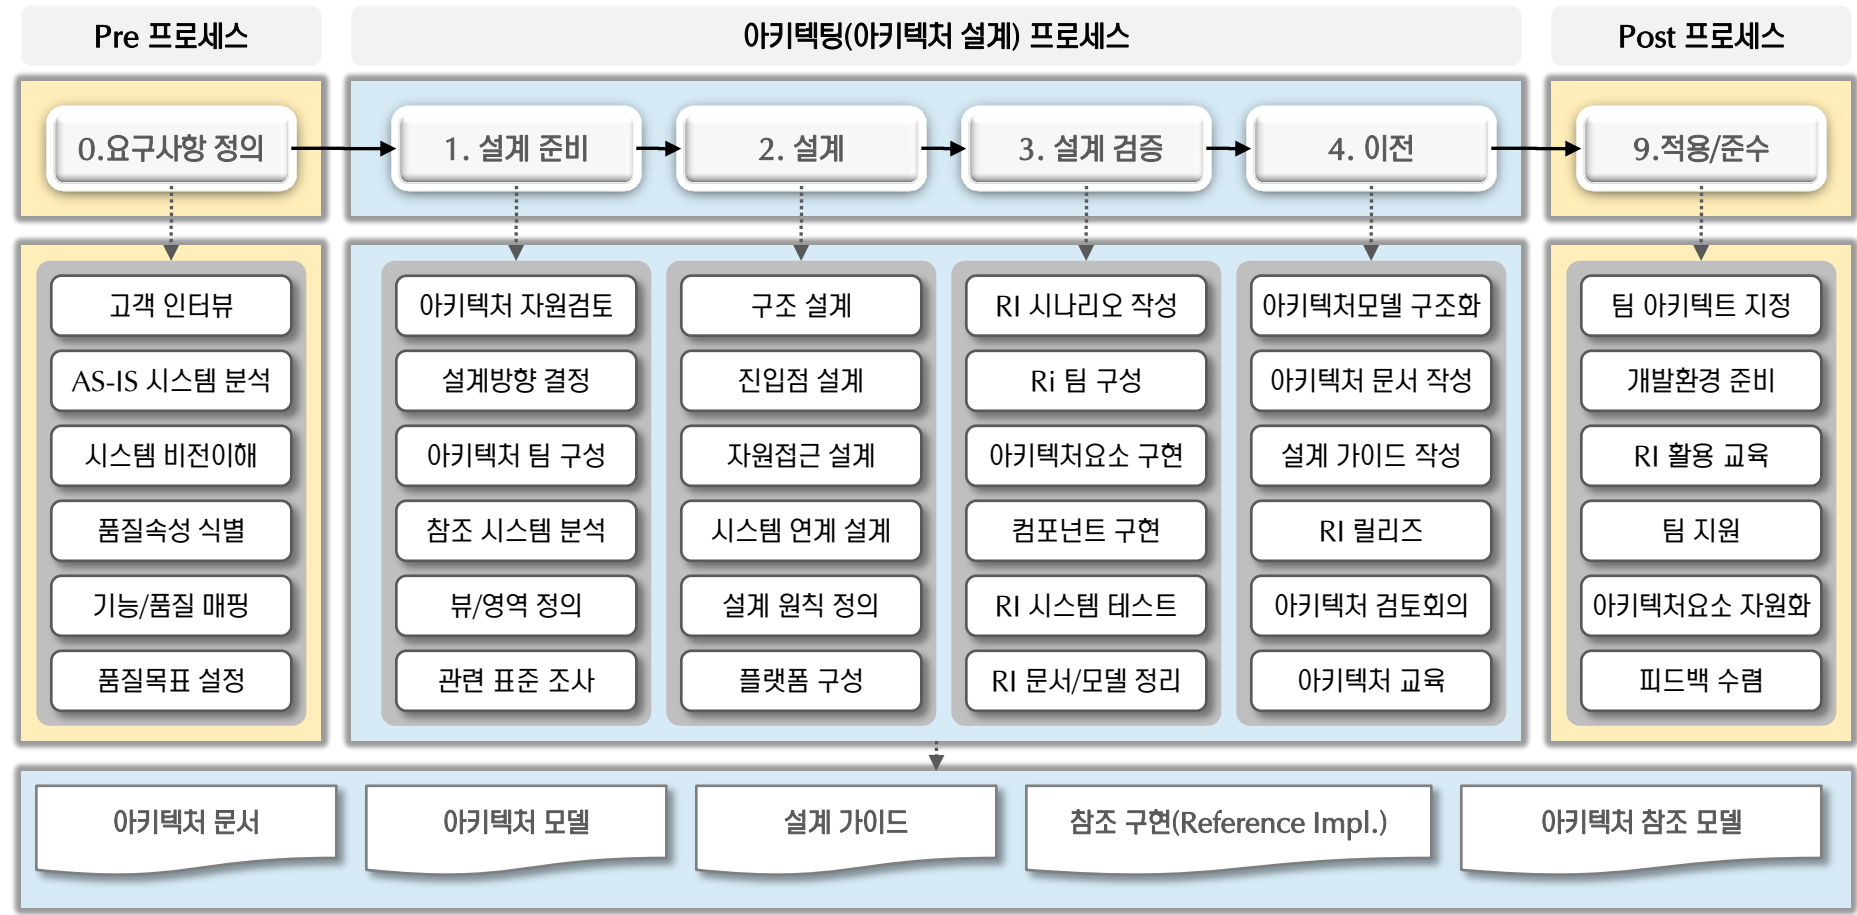 Pre 프로세스
아키텍팅(아키텍처 설계) 프로세스
Post 프로세스
0.요구사항 정의
1. 설계 준비
2. 설계
3. 설계 검증
4. 이전
9.적용/준수
고객 인터뷰
AS-IS 시스템 분석
시스템 비전이해
품질속성 식별
기능/품질 매핑
품질목표 설정
아키텍처 자원검토
설계방향 결정
아키텍처 팀 구성
참조 시스템 분석
뷰/영역 정의
관련 표준 조사
구조 설계
진입점 설계
자원접근 설계
시스템 연계 설계
설계 원칙 정의
플랫폼 구성
RI 시나리오 작성
Ri 팀 구성
아키텍처요소 구현
컴포넌트 구현
RI 시스템 테스트
RI 문서/모델 정리
아키텍처모델 구조화
아키텍처 문서 작성
설계 가이드 작성
RI 릴리즈
아키텍처 검토회의
아키텍처 교육
팀 아키텍트 지정
개발환경 준비
RI 활용 교육
팀 지원
아키텍처요소 자원화
피드백 수렴
아키텍처 문서
아키텍처 모델
설계 가이드
참조 구현(Reference Impl.)
아키텍처 참조 모델